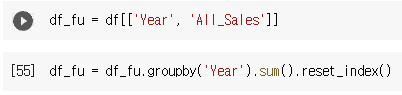 df_fu = df[['Year', 'All_Sales']]
[55] df_fu = df_fu.groupby('Year').sum().reset_index()